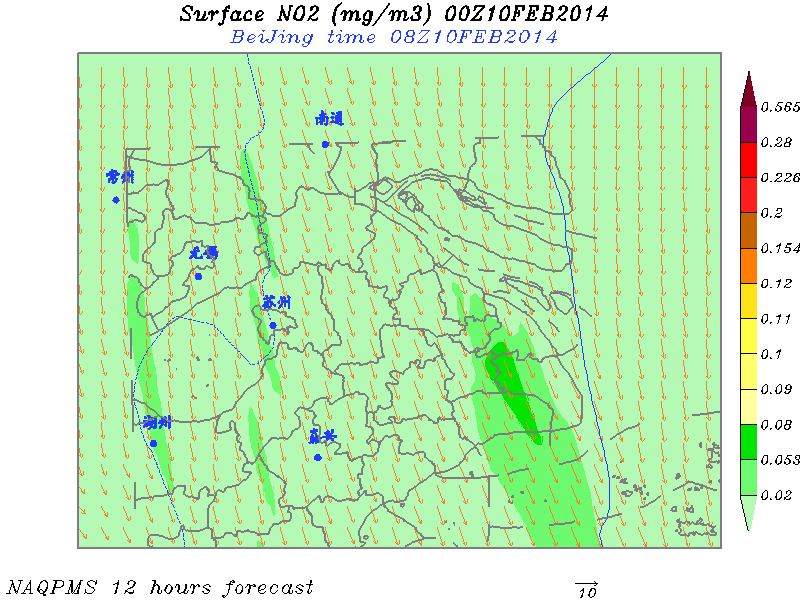 Surface NO2 (mg/m3) 00Z10FEB2014
BeiJing time 08Z10FEB2014
南通
常州
无锡
苏州
湖州
嘉兴
0.565
0.28
0.226
0.2
0.154
0.12
0.11
0.1
0.09
0.08
0.053
0.02
NAQPMS 12 hours forecast
10